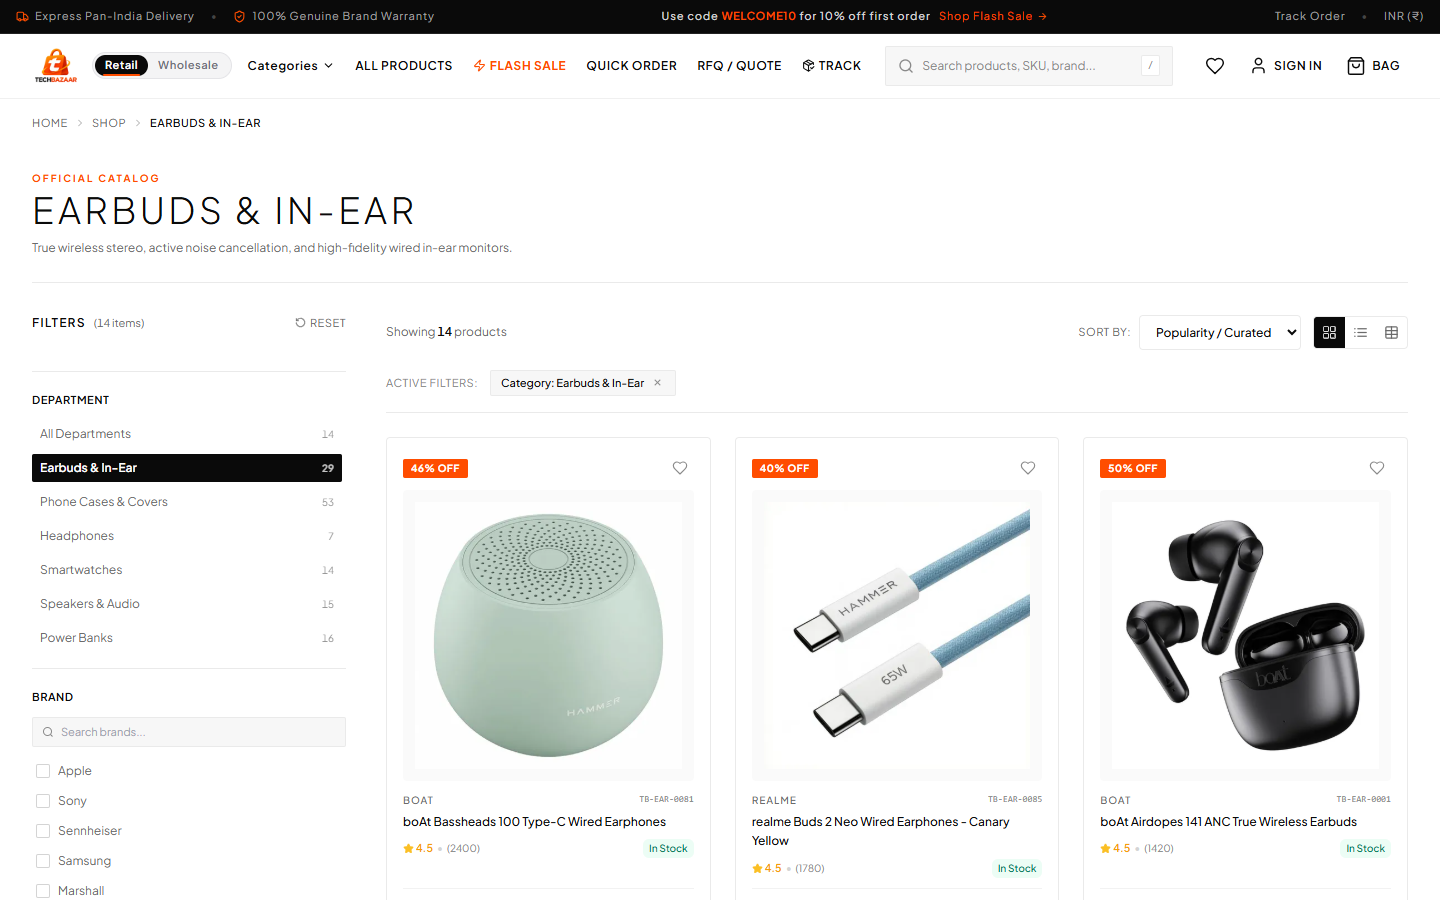 Express Pan-India Delivery • 100% Genuine Brand Warranty Use code WELCOME10 for 10% off first order Shop Flash Sale → Track Order • INR (₹)
TECHBAZAAR Retail Wholesale Categories ALL PRODUCTS FLASH SALE QUICK ORDER RFQ / QUOTE TRACK Search products, SKU, brand... / SIGN IN BAG
HOME > SHOP > EARBUDS & IN-EAR
OFFICIAL CATALOG
EARBUDS & IN-EAR
True wireless stereo, active noise cancellation, and high-fidelity wired in-ear monitors.
FILTERS (14 items) RESET
DEPARTMENT
All Departments 14
Earbuds & In-Ear 29
Phone Cases & Covers 53
Headphones 7
Smartwatches 14
Speakers & Audio 15
Power Banks 16
BRAND
Search brands...
Apple
Sony
Sennheiser
Samsung
Marshall
Showing 14 products SORT BY: Popularity / Curated
ACTIVE FILTERS: Category: Earbuds & In-Ear ×
46% OFF
HAMMER
BOAT TB-EAR-0081
boAt Bassheads 100 Type-C Wired Earphones
4.5 • (2400) In Stock
40% OFF
HAMMER
65W
REALME TB-EAR-0085
realme Buds 2 Neo Wired Earphones - Canary
Yellow
4.5 • (1780) In Stock
50% OFF
boAt
BOAT TB-EAR-0001
boAt Airdopes 141 ANC True Wireless Earbuds
4.5 • (1420) In Stock